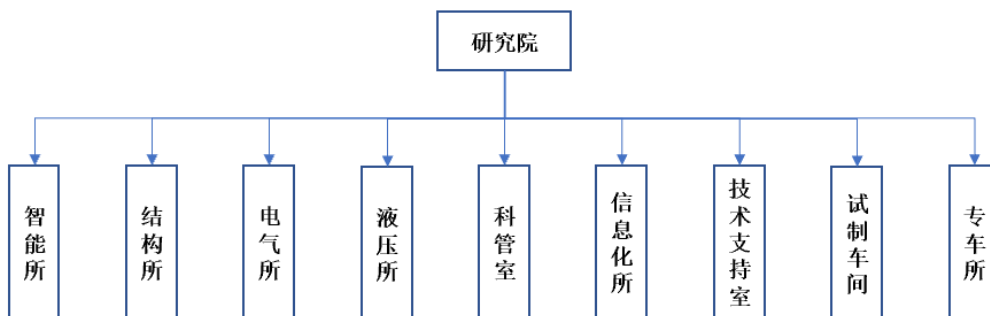 研究院
智能所
结构所
电气所
液压所
科管室
信息化所
技术支持室
试制车间
专车所